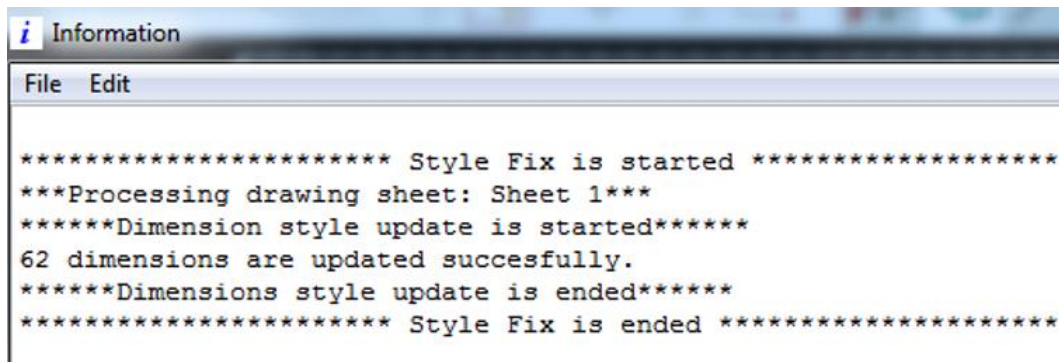 i Information
File Edit
*********************** Style Fix is started *******************
***Processing drawing sheet: Sheet 1***
******Dimension style update is started******
62 dimensions are updated succesfully.
******Dimensions style update is ended******
*********************** Style Fix is ended *********************